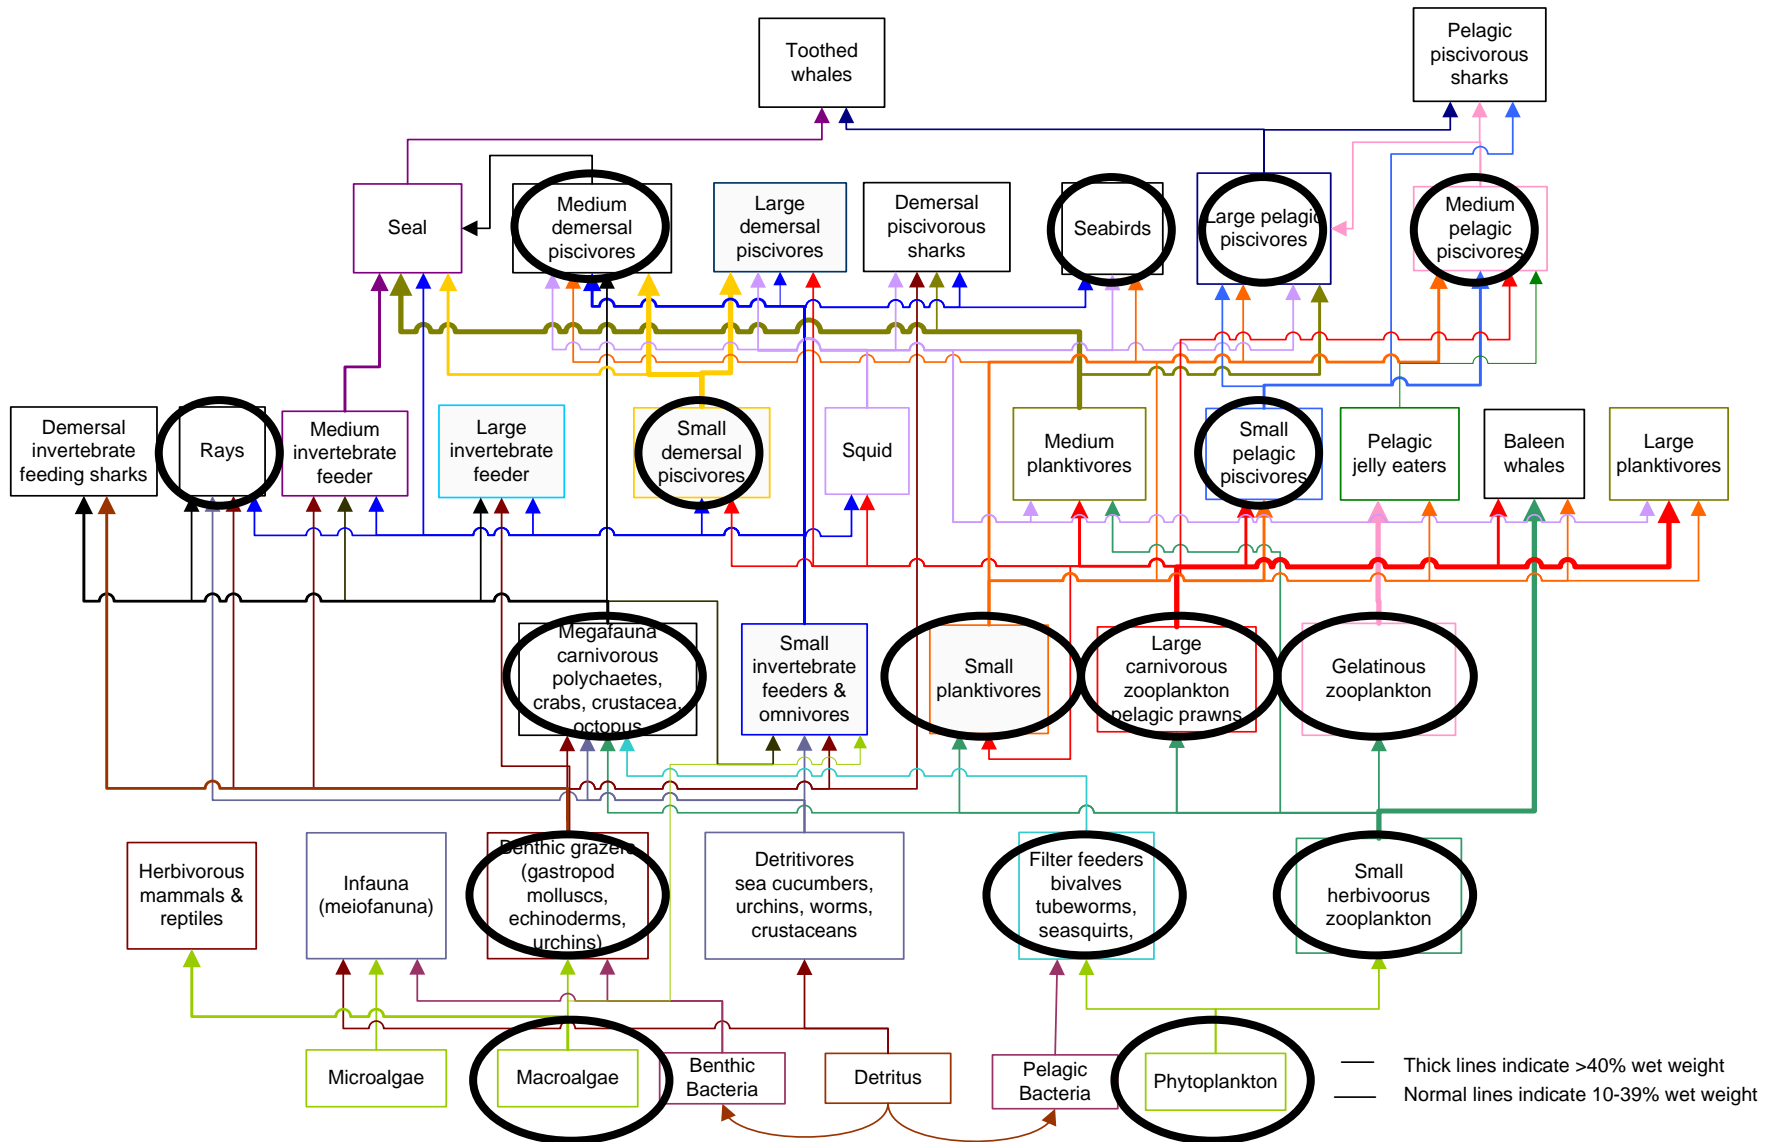 Toothed
whales
Pelagic
piscivorous
sharks
Seal
Medium
demersal
piscivores
Large
demersal
piscivores
Demersal
piscivorous
sharks
Seabirds
Large pelagic
piscivores
Medium
pelagic
piscivores
Demersal
invertebrate
feeding sharks
Rays
Medium
invertebrate
feeder
Large
invertebrate
feeder
Small
demersal
piscivores
Squid
Medium
planktivores
Small
pelagic
piscivores
Pelagic
jelly eaters
Baleen
whales
Large
planktivores
Megafauna
carnivorous
polychaetes,
crabs, crustacea,
octopus
Small
invertebrate
feeders &
omnivores
Small
planktivores
Large
carnivorous
zooplankton
pelagic prawns
Gelatinous
zooplankton
Herbivorous
mammals &
reptiles
Infauna
(meiofanuna)
Benthic grazers
(gastropod
molluscs,
echinoderms,
urchins)
Detritivores
sea cucumbers,
urchins, worms,
crustaceans
Filter feeders
bivalves
tubeworms,
seasquirts,
Small
herbivoorus
zooplankton
Microalgae
Macroalgae
Benthic
Bacteria
Detritus
Pelagic
Bacteria
Phytoplankton
Thick lines indicate >40% wet weight
Normal lines indicate 10-39% wet weight